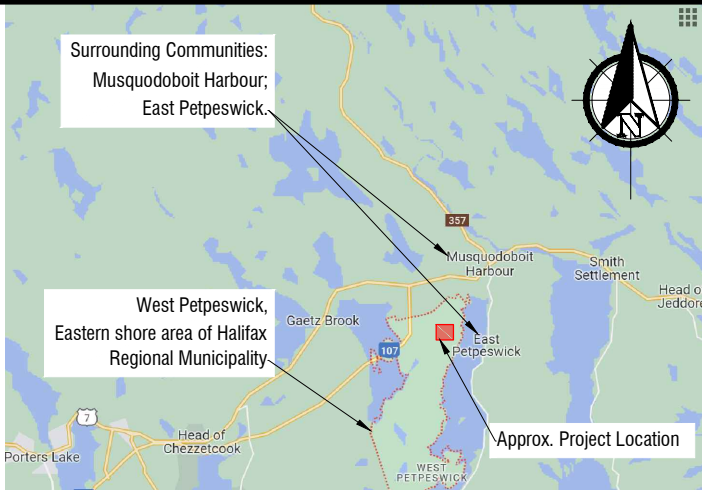 Surrounding Communities:
Musquodoboit Harbour;
East Petpeswick.
N
357
Musquodoboit
Harbour
Smith
Settlement
Head o
Jeddore
West Petpeswick,
Eastern shore area of Halifax
Regional Municipality
Gaetz Brook
107
East
Petpeswick
7
Head of
Chezzetcook
Porters Lake
Approx. Project Location
WEST
PETPESWICK